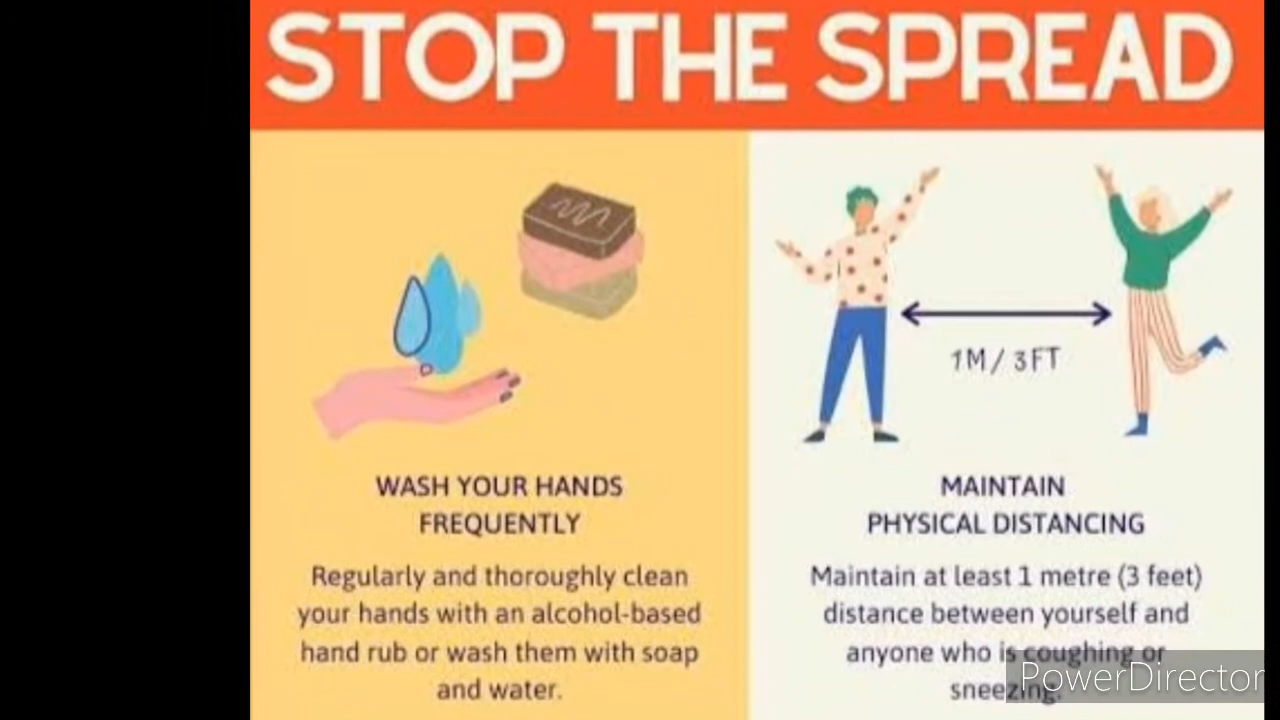 STOP THE SPREAD
1M/ 3FT
WASH YOUR HANDS
FREQUENTLY
Regularly and thoroughly clean
your hands with an alcohol-based
hand rub or wash them with soap
and water.
MAINTAIN
PHYSICAL DISTANCING
Maintain at least 1 metre (3 feet)
distance between yourself and
anyone who is coughing or
sneezing.
PowerDirector